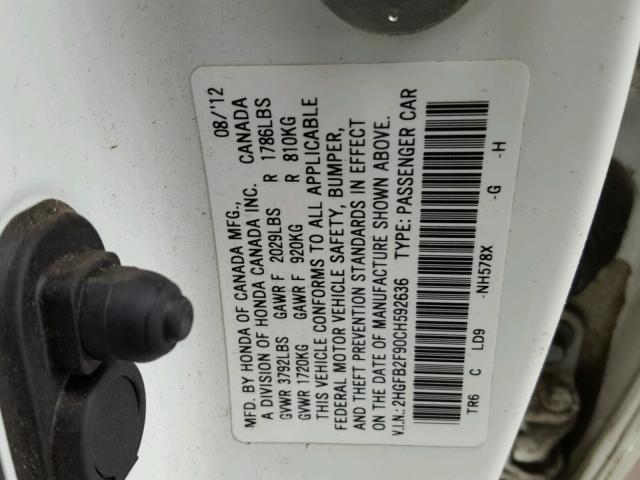 MFD. BY HONDA OF CANADA MFG., 08/'12
A DIVISION OF HONDA CANADA INC. CANADA
GVWR 3792LBS GAWR F 2029LBS R 1786LBS
GVWR 1720KG GAWR F 920KG R 810KG
THIS VEHICLE CONFORMS TO ALL APPLICABLE
FEDERAL MOTOR VEHICLE SAFETY, BUMPER,
AND THEFT PREVENTION STANDARDS IN EFFECT
ON THE DATE OF MANUFACTURE SHOWN ABOVE.
V.I.N.:2HGFB2F90CH592636 TYPE: PASSENGER CAR
TR6 C LD9 -NH578X -G -H